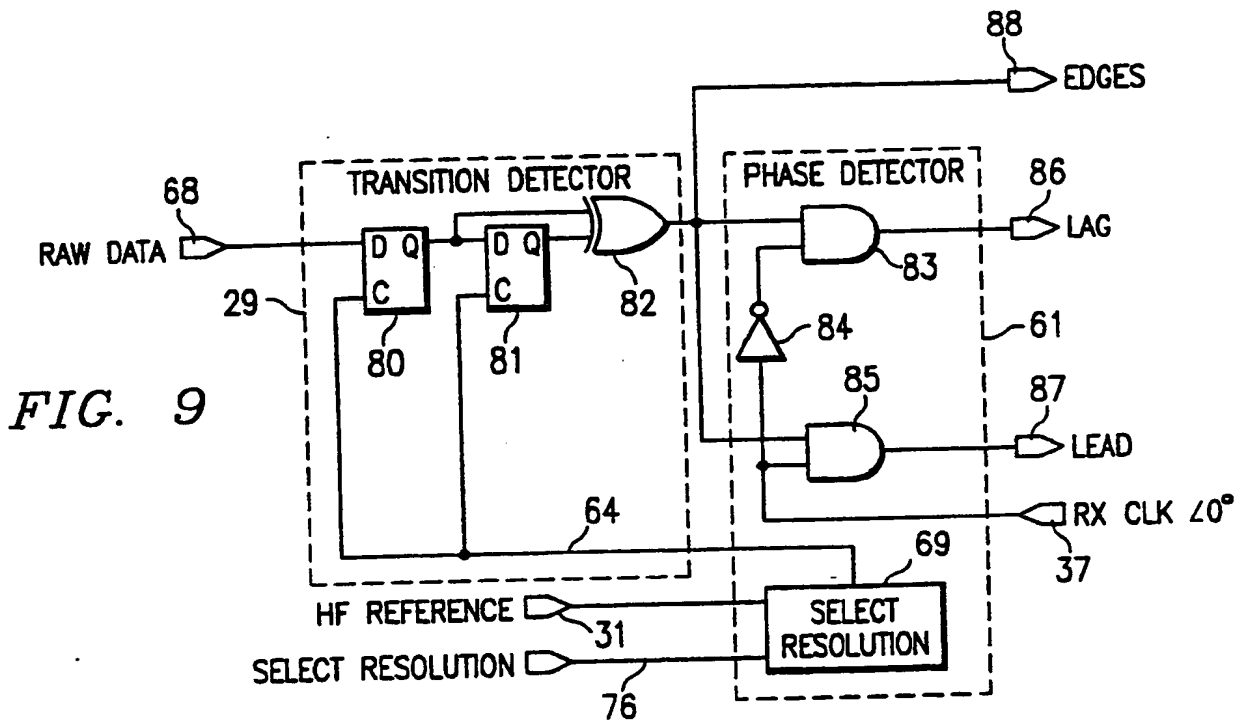 88
EDGES
TRANSITION DETECTOR
PHASE DETECTOR
68
86
RAW DATA
D Q
D Q
LAG
C
C
83
82
29
84
61
80
81
85
87
FIG. 9
LEAD
64
RX CLK ∠0°
69
37
HF REFERENCE
31
SELECT
RESOLUTION
SELECT RESOLUTION
76